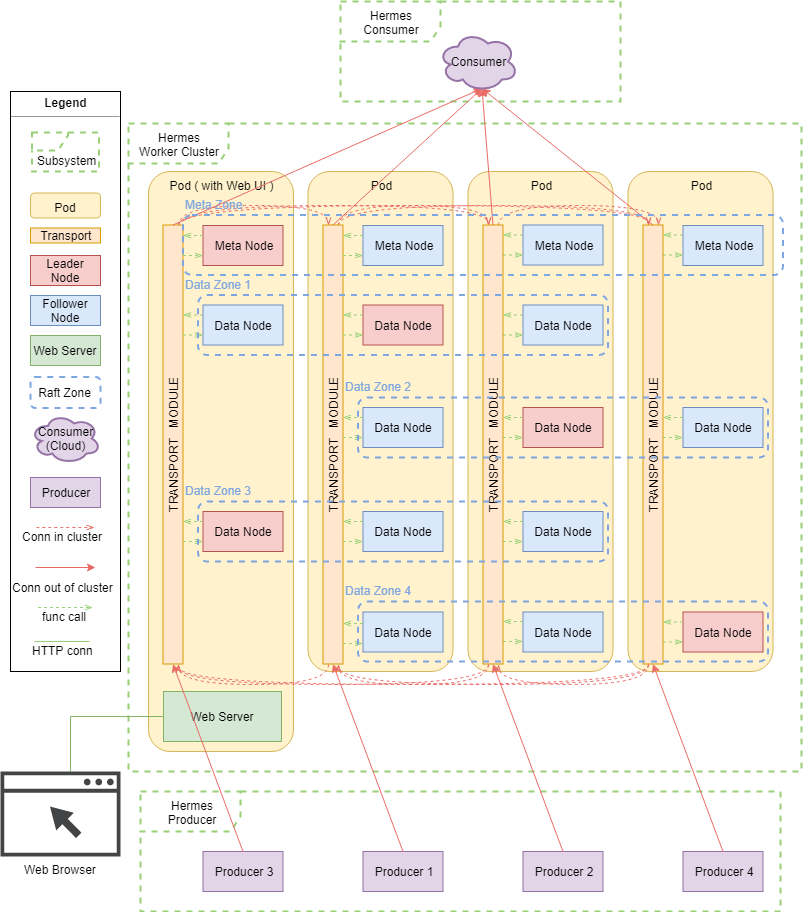 Hermes
Consumer
Consumer
Legend
Subsystem
Pod
Transport
Leader
Node
Follower
Node
Web Server
Raft Zone
Consumer
(Cloud)
Producer
Conn in cluster
Conn out of cluster
func call
HTTP conn
Hermes
Worker Cluster
Pod ( with Web UI )
Pod
Pod
Pod
Meta Zone
Meta Node
Meta Node
Meta Node
Meta Node
Data Zone 1
Data Node
Data Node
Data Node
TRANSPORT MODULE
TRANSPORT MODULE
TRANSPORT MODULE
TRANSPORT MODULE
Data Zone 2
Data Node
Data Node
Data Node
Data Zone 3
Data Node
Data Node
Data Node
Data Zone 4
Data Node
Data Node
Data Node
Web Server
Web Browser
Hermes
Producer
Producer 3
Producer 1
Producer 2
Producer 4